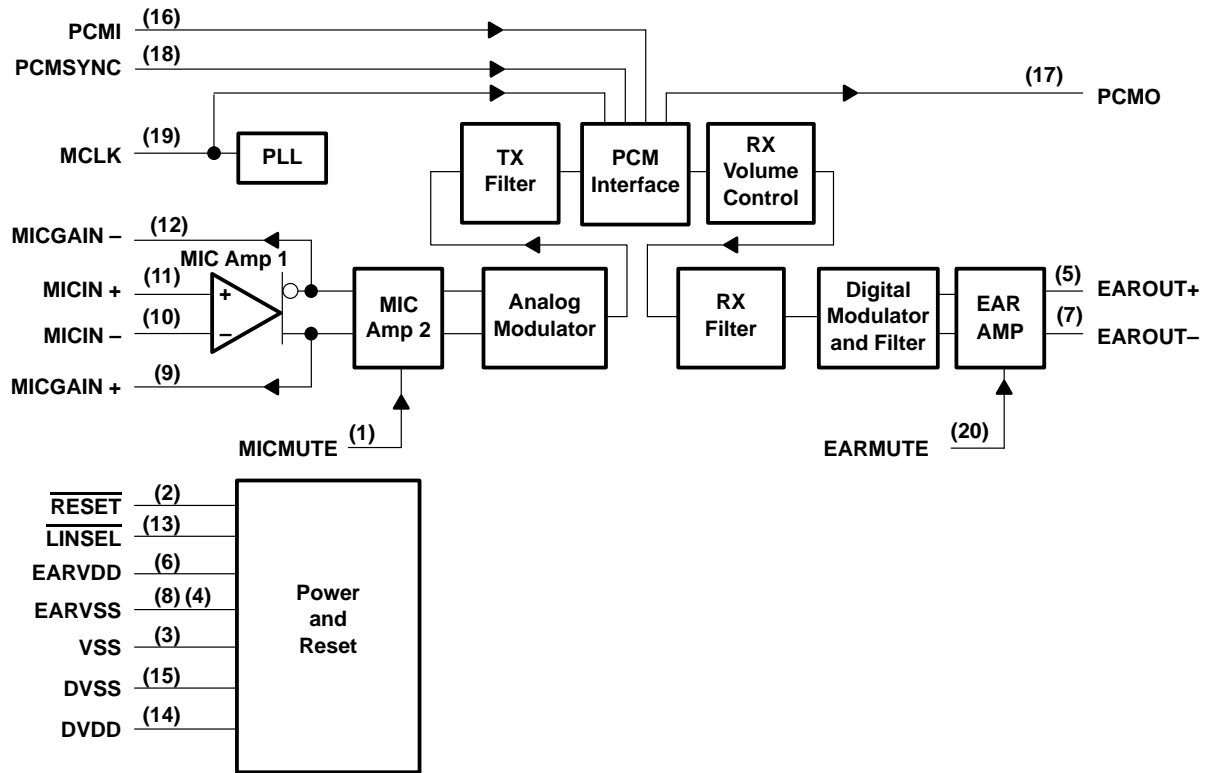 PCMI (16)
PCMSYNC (18)
(17)
PCMO
MCLK (19)
PLL
TX
Filter
PCM
Interface
RX
Volume
Control
MICGAIN – (12)
MIC Amp 1
MICIN + (11)
+
MICIN – (10)
–
MICGAIN + (9)
MIC
Amp 2
Analog
Modulator
RX
Filter
Digital
Modulator
and Filter
EAR
AMP
(5) EAROUT+
(7) EAROUT–
MICMUTE (1)
EARMUTE (20)
RESET (2)
LINSEL (13)
EARVDD (6)
EARVSS (8) (4)
VSS (3)
DVSS (15)
DVDD (14)
Power
and
Reset